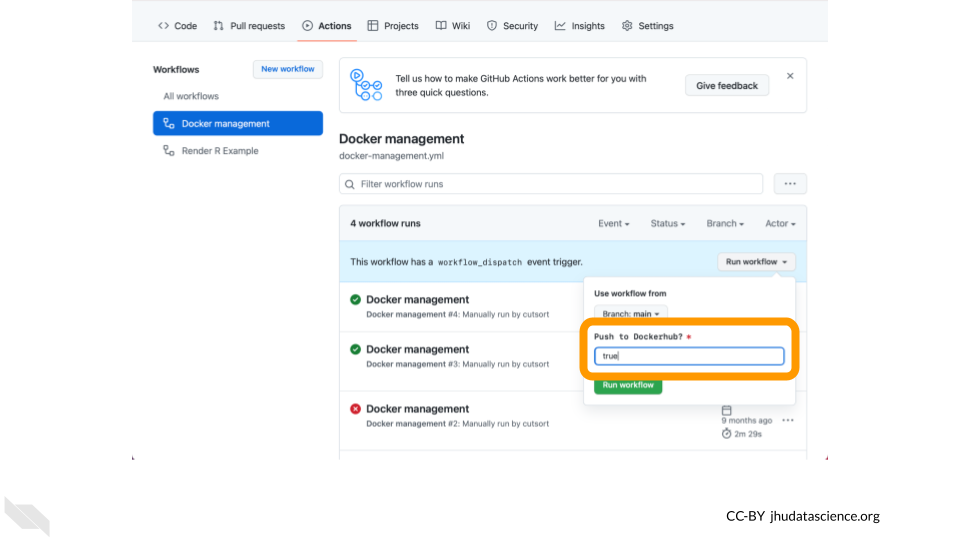 Code Pull requests Actions Projects Wiki Security Insights Settings
Workflows New workflow
All workflows
Docker management
Render R Example
Tell us how to make GitHub Actions work better for you with
three quick questions.
Give feedback
Docker management
docker-management.yml
Filter workflow runs
4 workflow runs Event Status Branch Actor
This workflow has a workflow_dispatch event trigger. Run workflow
Use workflow from
Branch: main
Push to Dockerhub? *
true
Run workflow
Docker management
Docker management #4: Manually run by cutsort
Docker management
Docker management #3: Manually run by cutsort
Docker management
Docker management #2: Manually run by cutsort
9 months ago
2m 29s
CC-BY jhudatascience.org